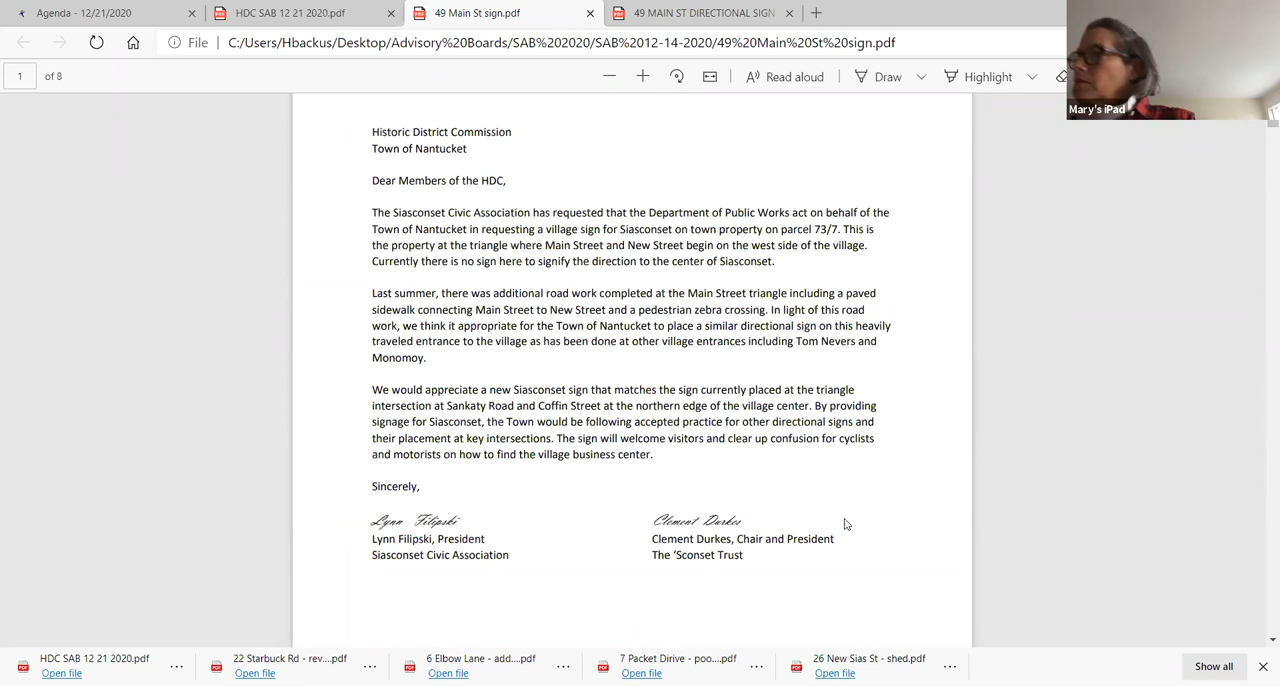 Agenda - 12/21/2020
HDC SAB 12 21 2020.pdf
49 Main St sign.pdf
49 MAIN ST DIRECTIONAL SIGN
File
C:/Users/Hbackus/Desktop/Advisory%20Boards/SAB%202020/SAB%2012-14-2020/49%20Main%20St%20sign.pdf
1 of 8
Read aloud
Draw
Highlight
Mary's iPad
Historic District Commission
Town of Nantucket
Dear Members of the HDC,
The Siasconset Civic Association has requested that the Department of Public Works act on behalf of the
Town of Nantucket in requesting a village sign for Siasconset on town property on parcel 73/7. This is
the property at the triangle where Main Street and New Street begin on the west side of the village.
Currently there is no sign here to signify the direction to the center of Siasconset.
Last summer, there was additional road work completed at the Main Street triangle including a paved
sidewalk connecting Main Street to New Street and a pedestrian zebra crossing. In light of this road
work, we think it appropriate for the Town of Nantucket to place a similar directional sign on this heavily
traveled entrance to the village as has been done at other village entrances including Tom Nevers and
Monomoy.
We would appreciate a new Siasconset sign that matches the sign currently placed at the triangle
intersection at Sankaty Road and Coffin Street at the northern edge of the village center. By providing
signage for Siasconset, the Town would be following accepted practice for other directional signs and
their placement at key intersections. The sign will welcome visitors and clear up confusion for cyclists
and motorists on how to find the village business center.
Sincerely,
Lynn Filipski
Clement Durkes
Lynn Filipski, President
Clement Durkes, Chair and President
Siasconset Civic Association
The ‘Sconset Trust
HDC SAB 12 21 2020.pdf
Open file
22 Starbuck Rd - rev....pdf
Open file
6 Elbow Lane - add....pdf
Open file
7 Packet Dirive - poo....pdf
Open file
26 New Sias St - shed.pdf
Open file
Show all